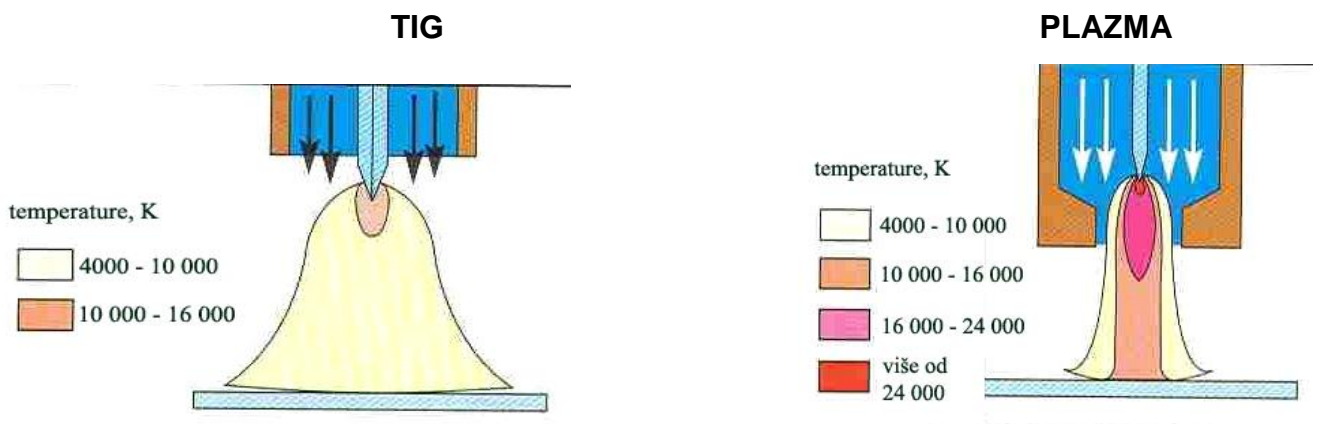 TIG
temperature, K
4000 - 10 000
10 000 - 16 000
PLAZMA
temperature, K
4000 - 10 000
10 000 - 16 000
16 000 - 24 000
više od
24 000